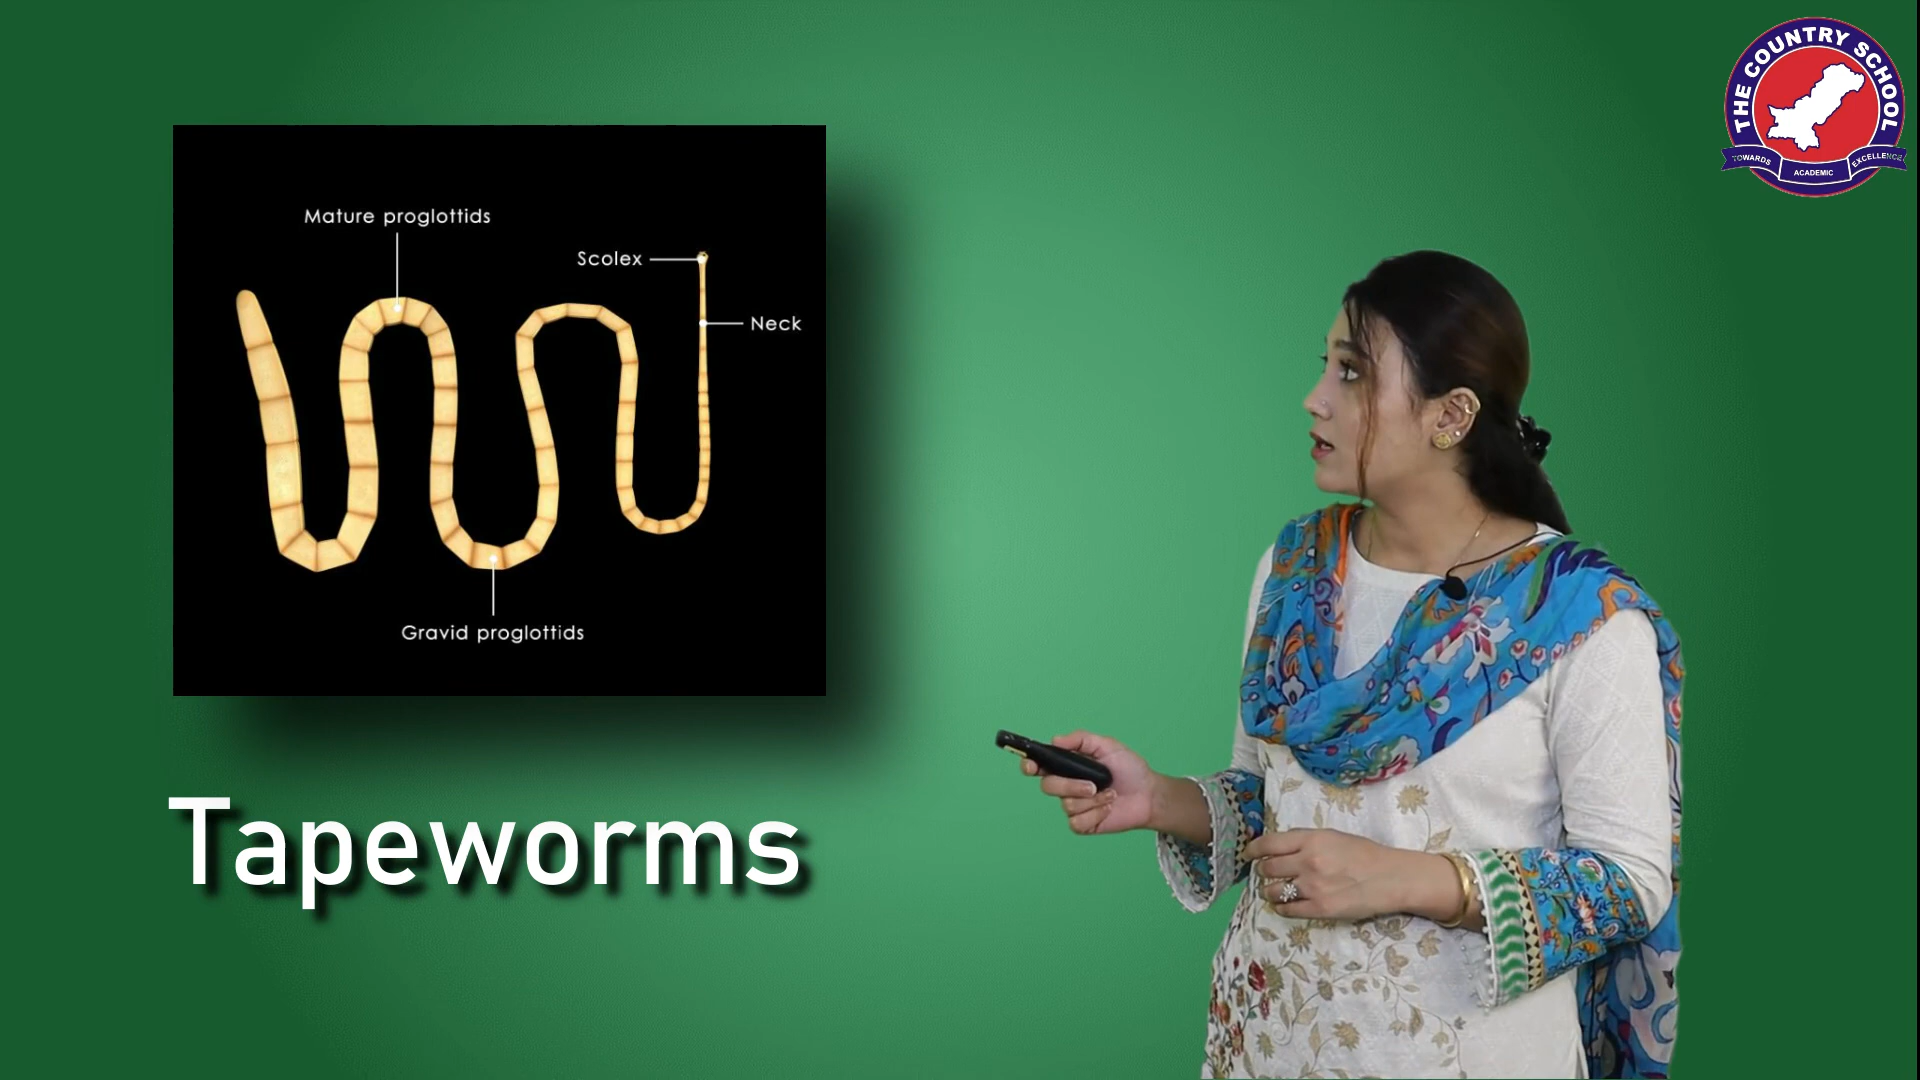 THE COUNTRY SCHOOL
TOWARDS ACADEMIC EXCELLENCE
Mature proglottids
Scolex
Neck
Gravid proglottids
Tapeworms